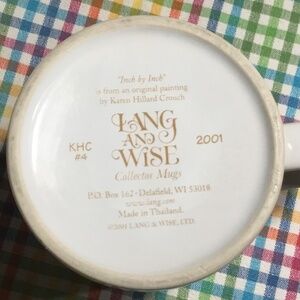 "Inch by Inch"
is from an original painting
by Karen Hillard Crouch
KHC
#4
LANG
AND
WISE
2001
Collector Mugs
P.O. Box 162 · Delafield, WI 53018
www.lang.com
Made in Thailand.
©2001 LANG & WISE, LTD.